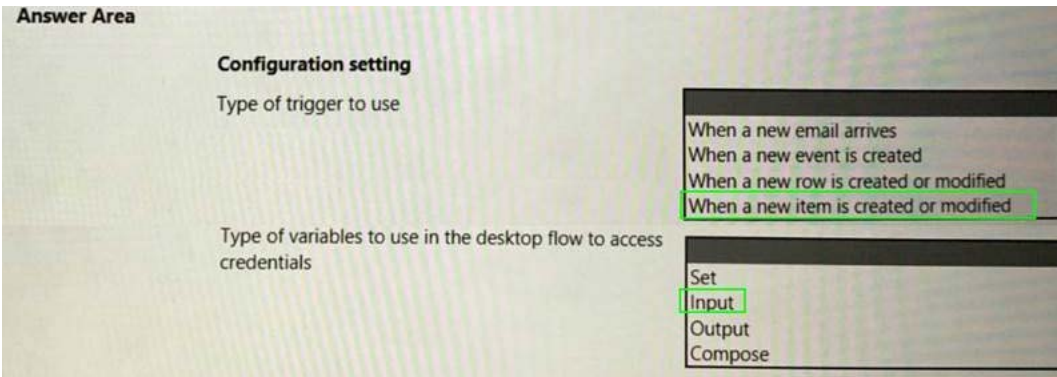 Answer Area
Configuration setting
Type of trigger to use
When a new email arrives
When a new event is created
When a new row is created or modified
When a new item is created or modified
Type of variables to use in the desktop flow to access
credentials
Set
Input
Output
Compose